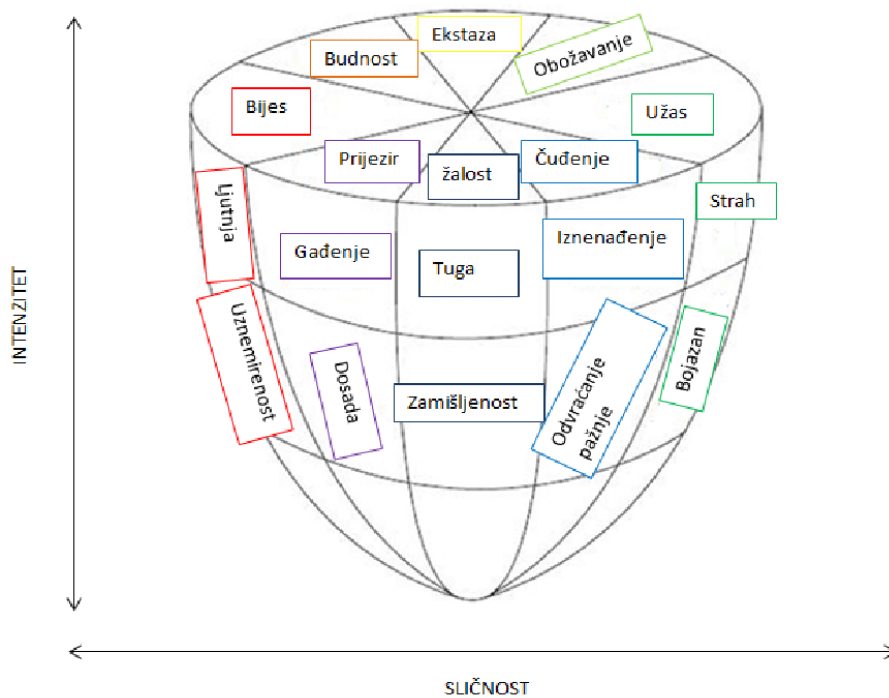 Ekstaza
Budnost
Obožavanje
Bijes
Užas
Prijezir
žalost
Čuđenje
Ljutnja
Strah
Gađenje
Tuga
Iznenađenje
Uznemirenost
Dosada
Zamišljenost
Odvraćanje
pažnje
Bojazan
INTENZITET
SLIČNOST